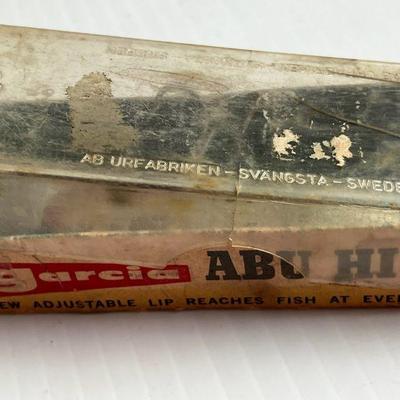 AB URFABRIKEN - SVÄNGSTA - SWEDE
garcia ABU HI
EW ADJUSTABLE LIP REACHES FISH AT EVE